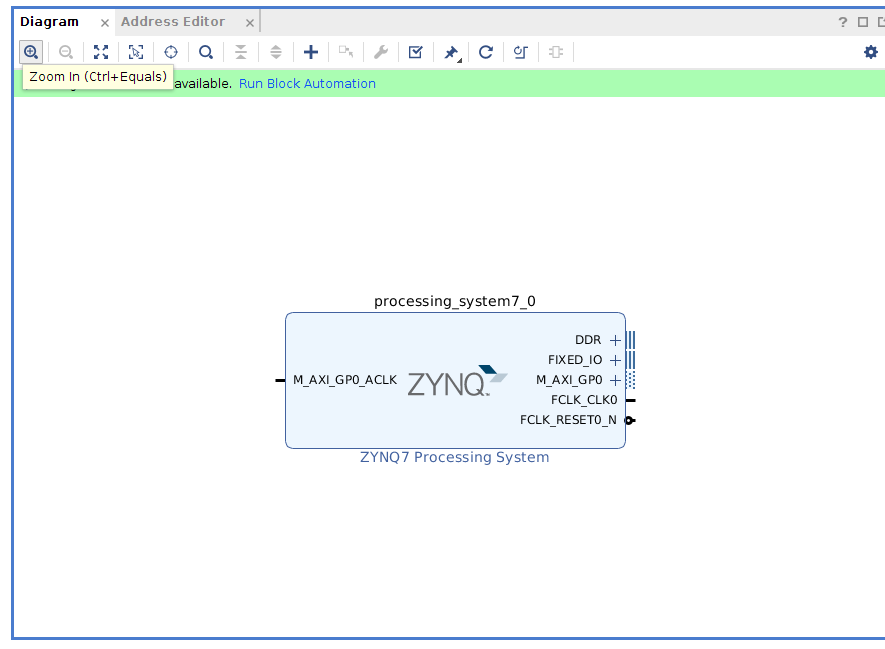 Diagram
Address Editor
Zoom In (Ctrl+Equals)
available. Run Block Automation
processing_system7_0
DDR
FIXED_IO
M_AXI_GP0_ACLK ZYNQ M_AXI_GP0
FCLK_CLK0
FCLK_RESET0_N
ZYNQ7 Processing System